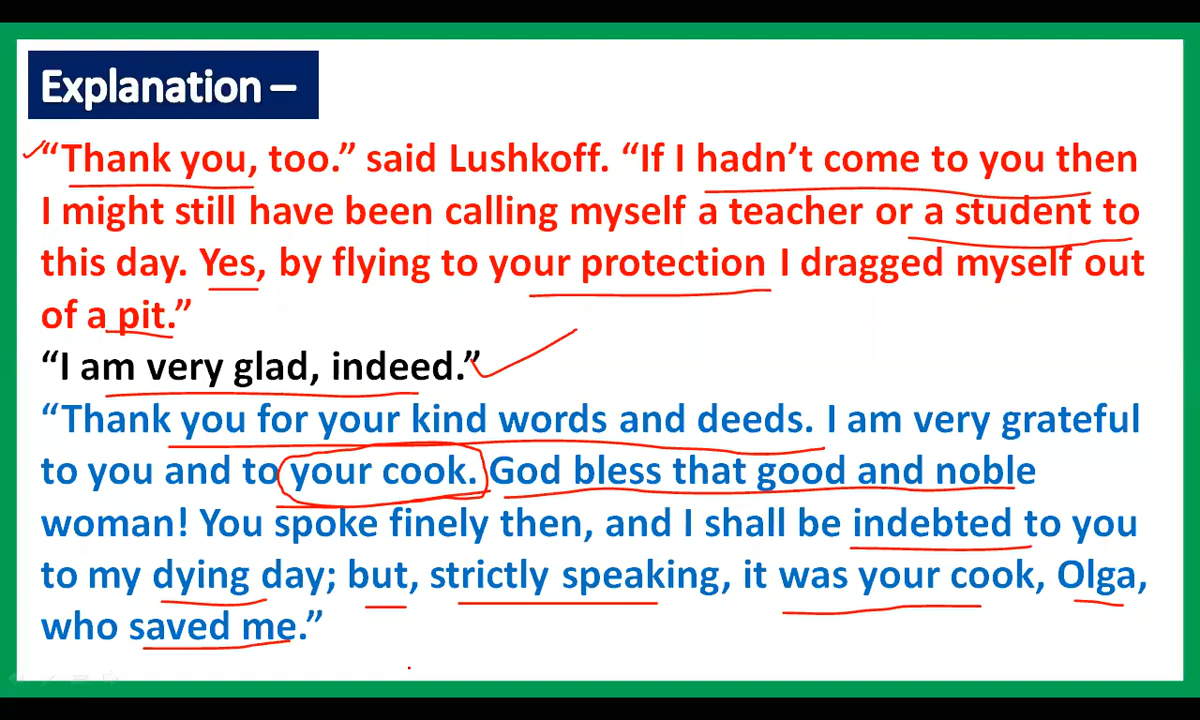 Explanation –
“Thank you, too.” said Lushkoff. “If I hadn’t come to you then
I might still have been calling myself a teacher or a student to
this day. Yes, by flying to your protection I dragged myself out
of a pit.”
“I am very glad, indeed.”
“Thank you for your kind words and deeds. I am very grateful
to you and to your cook. God bless that good and noble
woman! You spoke finely then, and I shall be indebted to you
to my dying day; but, strictly speaking, it was your cook, Olga,
who saved me.”